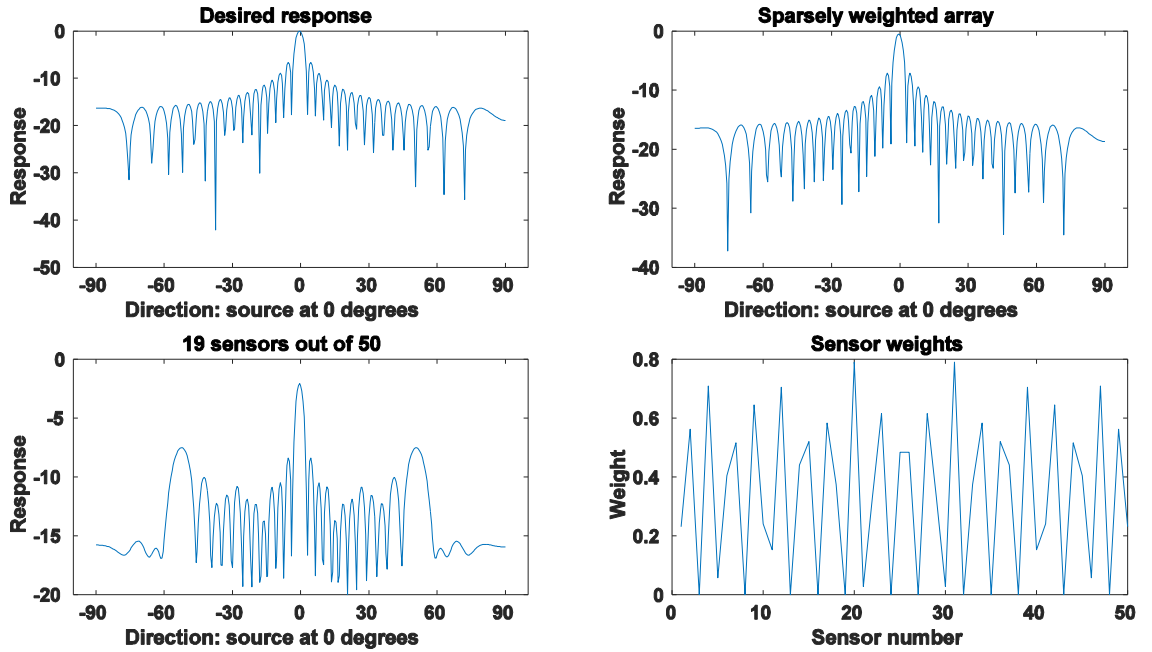 Desired response
0
-10
-20
-30
-40
-50
Response
-90 -60 -30 0 30 60 90
Direction: source at 0 degrees
Sparsely weighted array
0
-10
-20
-30
-40
Response
-90 -60 -30 0 30 60 90
Direction: source at 0 degrees
19 sensors out of 50
0
-5
-10
-15
-20
Response
-90 -60 -30 0 30 60 90
Direction: source at 0 degrees
Sensor weights
0.8
0.6
0.4
0.2
0
Weight
0 10 20 30 40 50
Sensor number